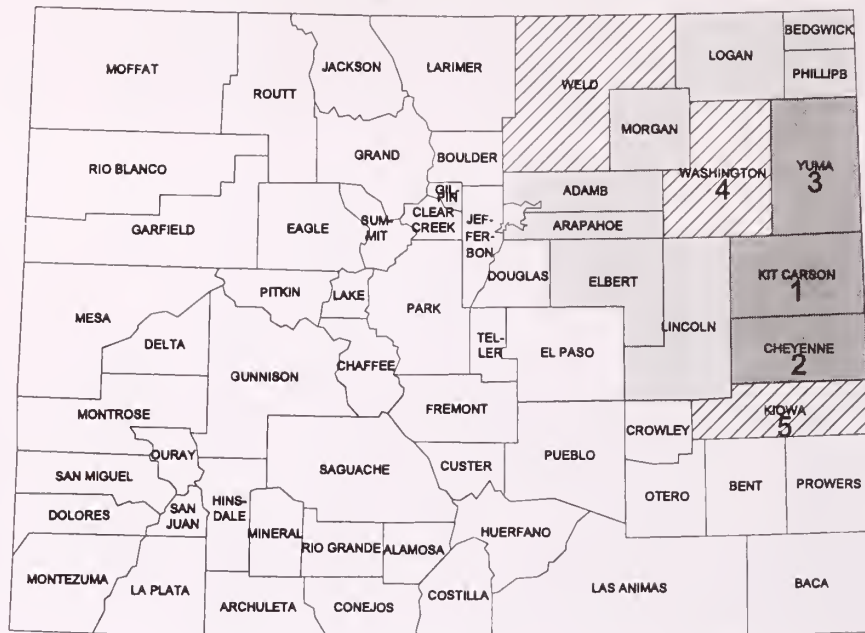 BEDGWICK
LOGAN
PHILLIPB
MOFFAT
JACKSON
LARIMER
ROUTT
WELD
MORGAN
RIO BLANCO
GRAND
BOULDER
WASHINGTON
4
YUMA
3
GIL-
PIN
ADAMB
GARFIELD
EAGLE
SUM-
MIT
CLEAR
CREEK
JEF-
FER-
BON
ARAPAHOE
DOUGLAS
ELBERT
KIT CARSON
1
PITKIN
LAKE
PARK
MESA
LINCOLN
DELTA
TEL-
LER
EL PASO
CHEYENNE
2
GUNNISON
CHAFFEE
MONTROSE
FREMONT
KIOWA
5
CROWLEY
OURAY
SAGUACHE
CUSTER
PUEBLO
SAN MIGUEL
BENT
PROWERS
OTERO
DOLORES
SAN
JUAN
HINS-
DALE
MINERAL
RIO GRANDE
ALAMOSA
HUERFANO
MONTEZUMA
LA PLATA
ARCHULETA
CONEJOS
COSTILLA
LAS ANIMAS
BACA